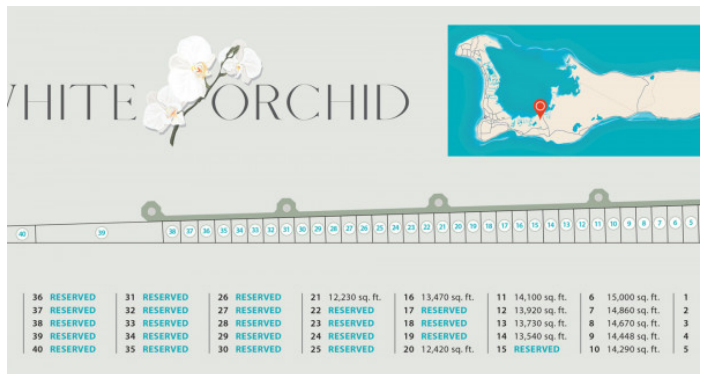 WHITE ORCHID
40 39 38 37 36 35 34 33 32 31 30 29 28 27 26 25 24 23 22 21 20 19 18 17 16 15 14 13 12 11 10 9 8 7 6 5
36 RESERVED 31 RESERVED 26 RESERVED 21 12,230 sq. ft. 16 13,470 sq. ft. 11 14,100 sq. ft. 6 15,000 sq. ft. 1
37 RESERVED 32 RESERVED 27 RESERVED 22 RESERVED 17 RESERVED 12 13,920 sq. ft. 7 14,860 sq. ft. 2
38 RESERVED 33 RESERVED 28 RESERVED 23 RESERVED 18 RESERVED 13 13,730 sq. ft. 8 14,670 sq. ft. 3
39 RESERVED 34 RESERVED 29 RESERVED 24 RESERVED 19 RESERVED 14 13,540 sq. ft. 9 14,448 sq. ft. 4
40 RESERVED 35 RESERVED 30 RESERVED 25 RESERVED 20 12,420 sq. ft. 15 RESERVED 10 14,290 sq. ft. 5